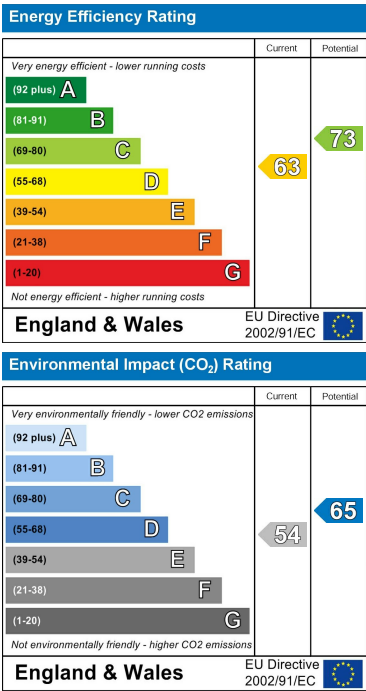 Energy Efficiency Rating
Current Potential
Very energy efficient - lower running costs
(92 plus) A
(81-91) B
(69-80) C
(55-68) D
(39-54) E
(21-38) F
(1-20) G
63
73
Not energy efficient - higher running costs
England & Wales
EU Directive
2002/91/EC
Environmental Impact (CO₂) Rating
Current Potential
Very environmentally friendly - lower CO2 emissions
(92 plus) A
(81-91) B
(69-80) C
(55-68) D
(39-54) E
(21-38) F
(1-20) G
54
65
Not environmentally friendly - higher CO2 emissions
England & Wales
EU Directive
2002/91/EC